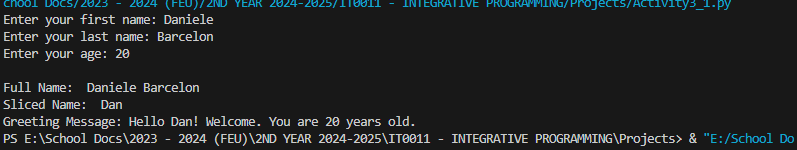 chool Docs/2023 - 2024 (FEU)/2ND YEAR 2024-2025/IT0011 - INTEGRATIVE PROGRAMMING/Projects/Activity3_1.py
Enter your first name: Daniele
Enter your last name: Barcelon
Enter your age: 20
Full Name:  Daniele Barcelon
Sliced Name:  Dan
Greeting Message: Hello Dan! Welcome. You are 20 years old.
PS E:\School Docs\2023 - 2024 (FEU)\2ND YEAR 2024-2025\IT0011 - INTEGRATIVE PROGRAMMING\Projects> & "E:/School Do